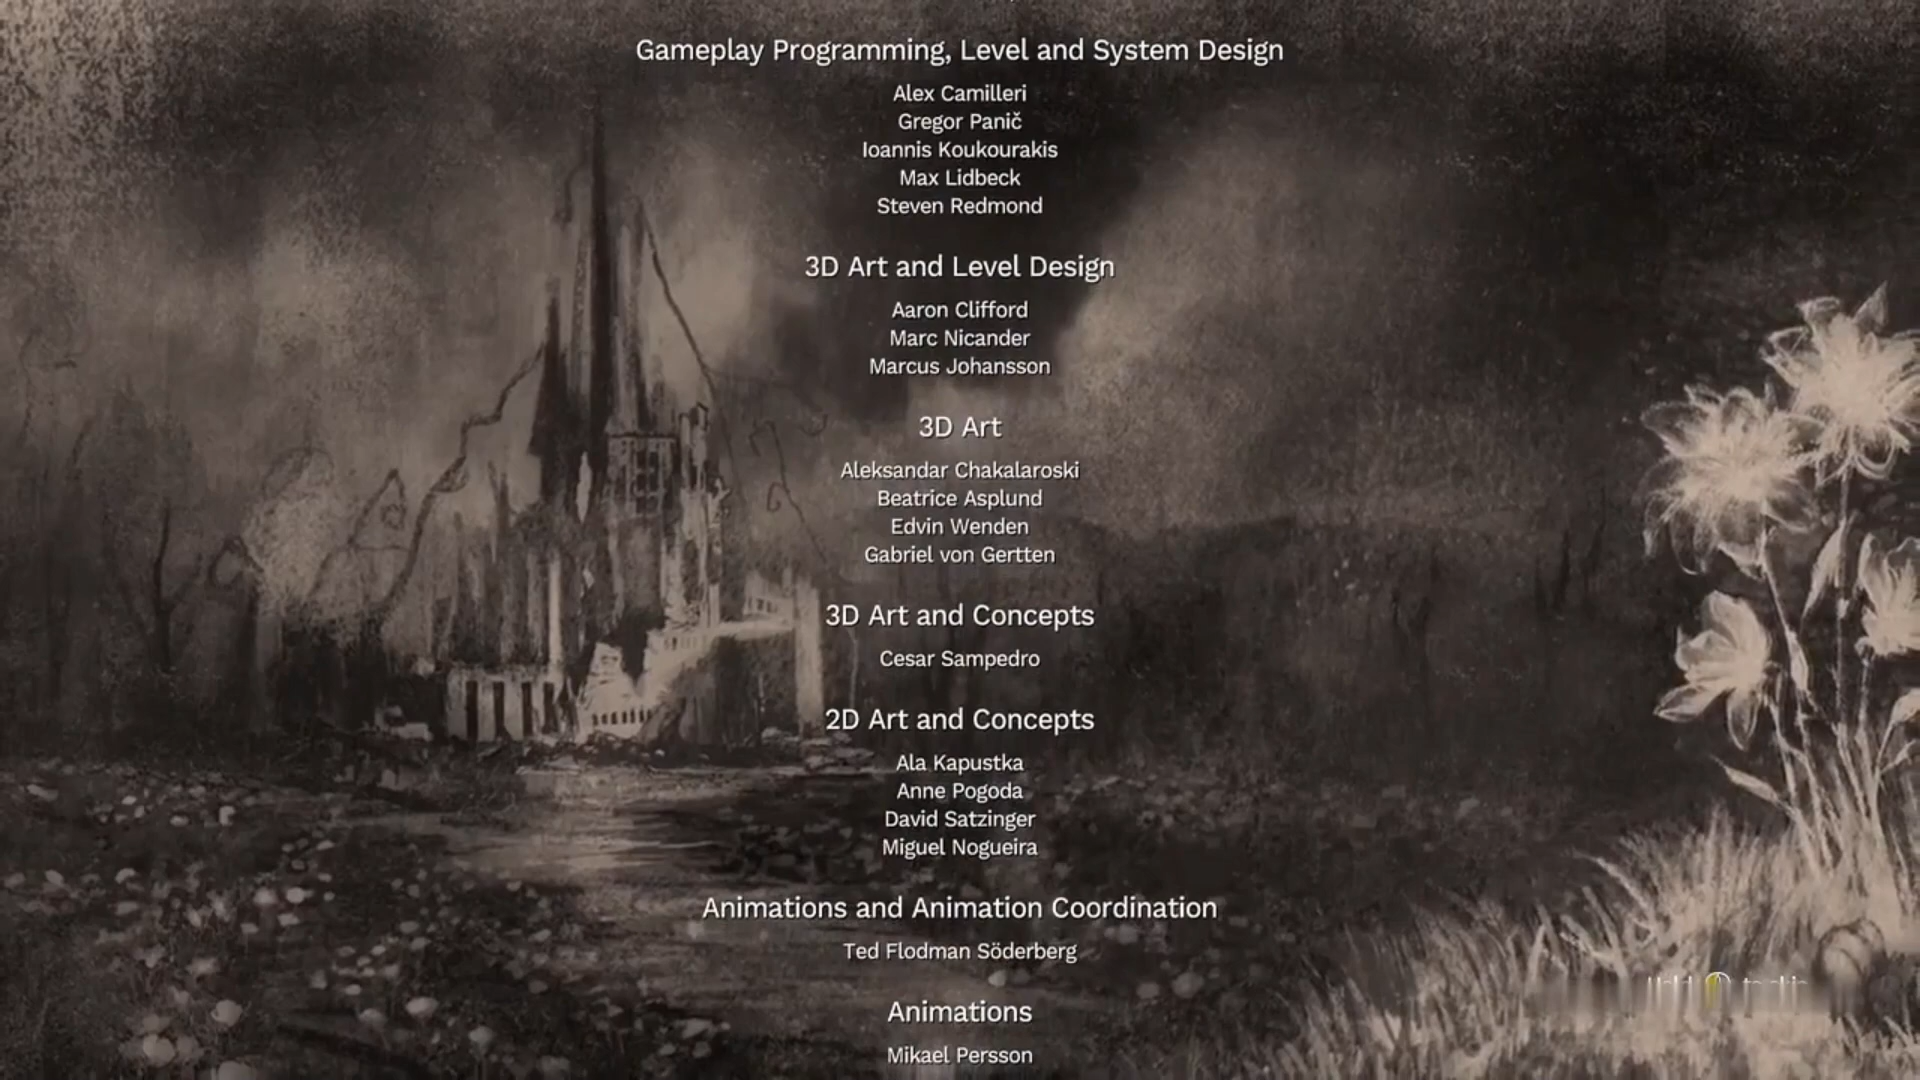 Gameplay Programming, Level and System Design
Alex Camilleri
Gregor Panič
Ioannis Koukourakis
Max Lidbeck
Steven Redmond
3D Art and Level Design
Aaron Clifford
Marc Nicander
Marcus Johansson
3D Art
Aleksandar Chakalaroski
Beatrice Asplund
Edvin Wenden
Gabriel von Gertten
3D Art and Concepts
Cesar Sampedro
2D Art and Concepts
Ala Kapustka
Anne Pogoda
David Satzinger
Miguel Nogueira
Animations and Animation Coordination
Ted Flodman Söderberg
Animations
Mikael Persson